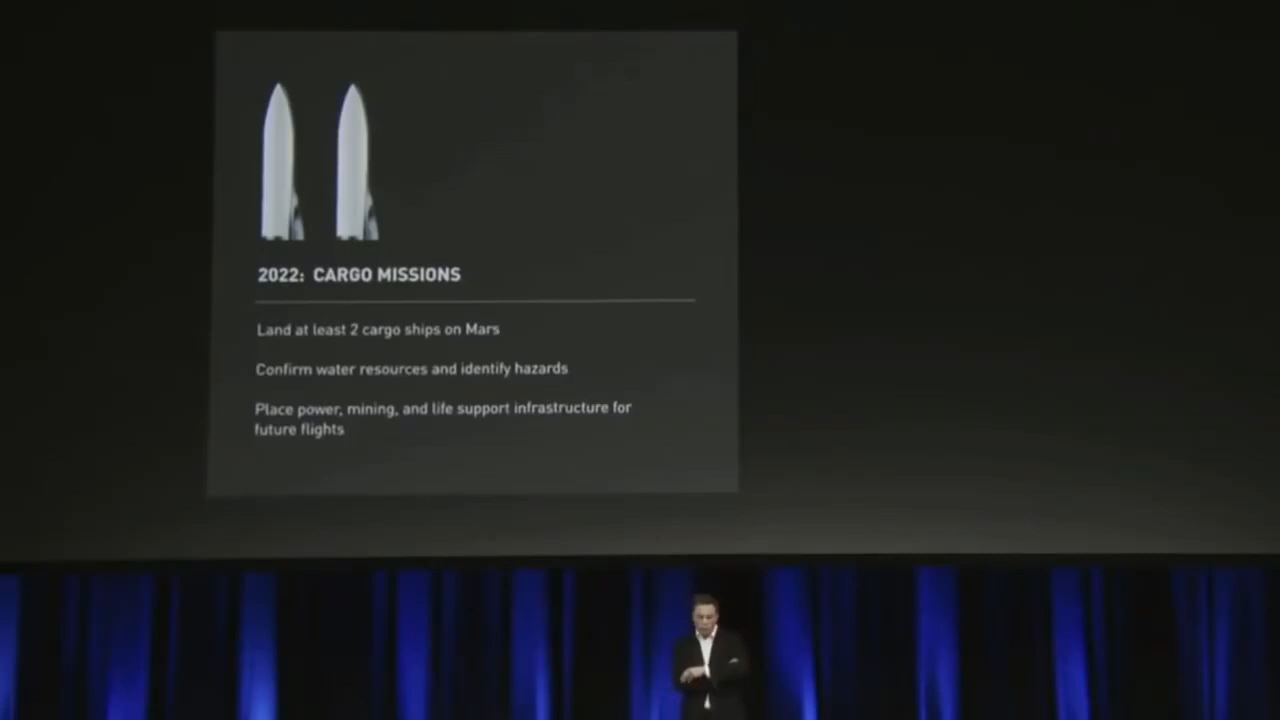 2022: CARGO MISSIONS
Land at least 2 cargo ships on Mars
Confirm water resources and identify hazards
Place power, mining, and life support infrastructure for
future flights